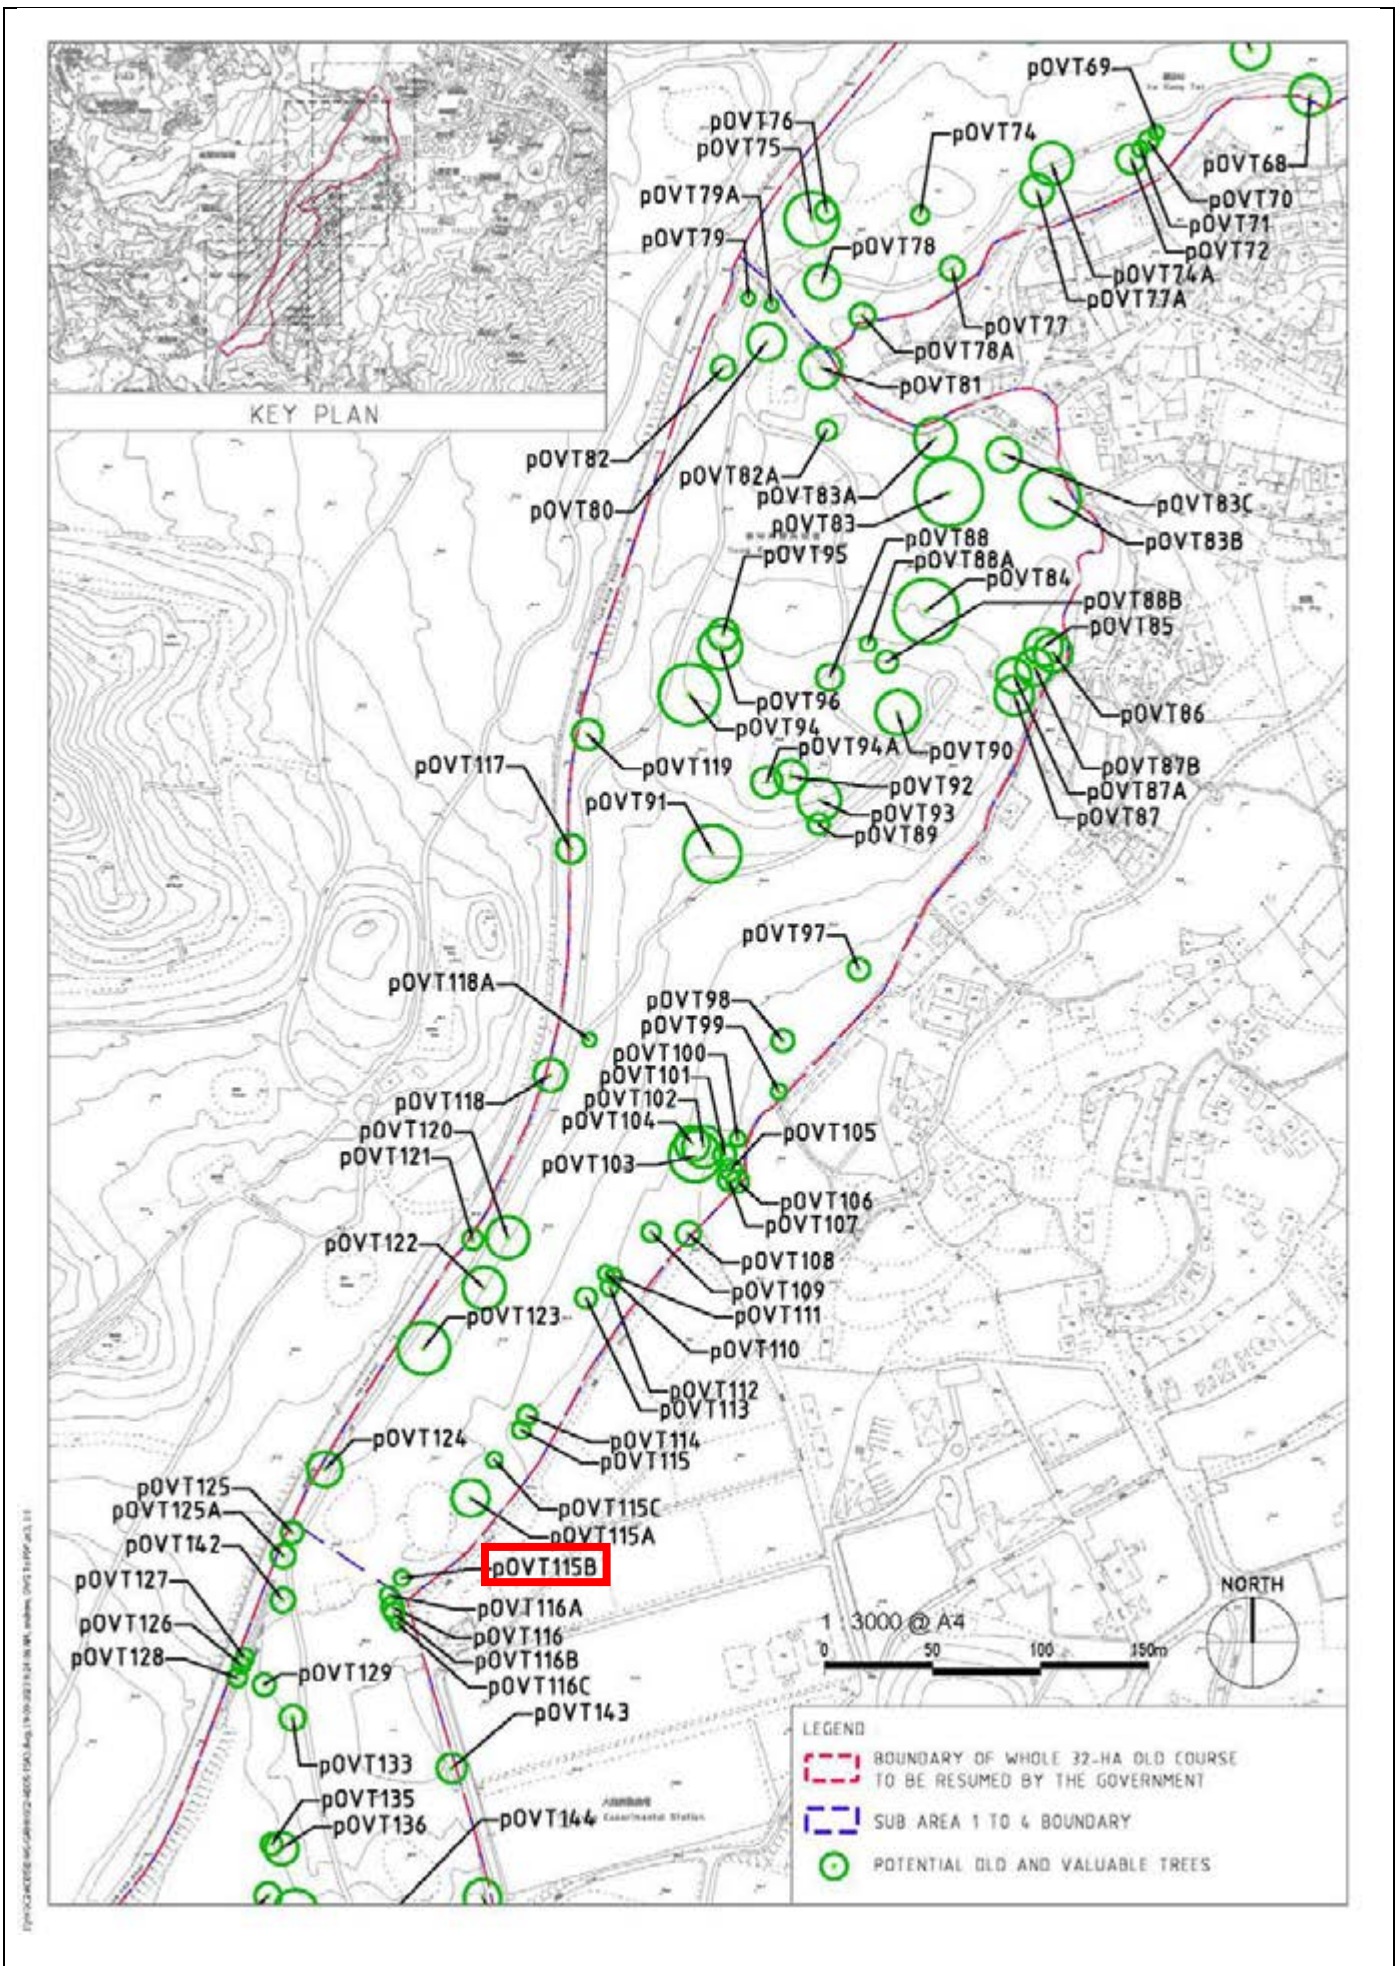 KEY PLAN
pOVT69
pOVT76
pOVT74
pOVT75
pOVT68
pOVT79A
pOVT70
pOVT71
pOVT79
pOVT78
pOVT72
pOVT74A
pOVT77A
pOVT77
pOVT78A
pOVT81
pOVT82
pOVT82A
pOVT83A
pOVT83C
pOVT80
pOVT83
pOVT88
pOVT83B
pOVT95
pOVT88A
pOVT84
pOVT88B
pOVT85
pOVT96
pOVT86
pOVT94
pOVT94A
pOVT90
pOVT117
pOVT119
pOVT87B
pOVT92
pOVT87A
pOVT91
pOVT93
pOVT87
pOVT89
pOVT97
pOVT118A
pOVT98
pOVT99
pOVT100
pOVT101
pOVT118
pOVT102
pOVT104
pOVT120
pOVT105
pOVT121
pOVT103
pOVT106
pOVT107
pOVT122
pOVT108
pOVT109
pOVT123
pOVT111
pOVT110
pOVT112
pOVT113
pOVT124
pOVT114
pOVT115
pOVT125
pOVT125A
pOVT115C
pOVT115A
pOVT142
pOVT115B
pOVT127
pOVT116A
pOVT126
pOVT116
pOVT128
pOVT116B
pOVT129
pOVT116C
pOVT143
pOVT133
pOVT135
pOVT136
pOVT144
Experimental Station
NORTH
1 : 3000 @ A4
0 50 100 150m
LEGEND
BOUNDARY OF WHOLE 32-HA OLD COURSE
TO BE RESUMED BY THE GOVERNMENT
SUB AREA 1 TO 4 BOUNDARY
POTENTIAL OLD AND VALUABLE TREES